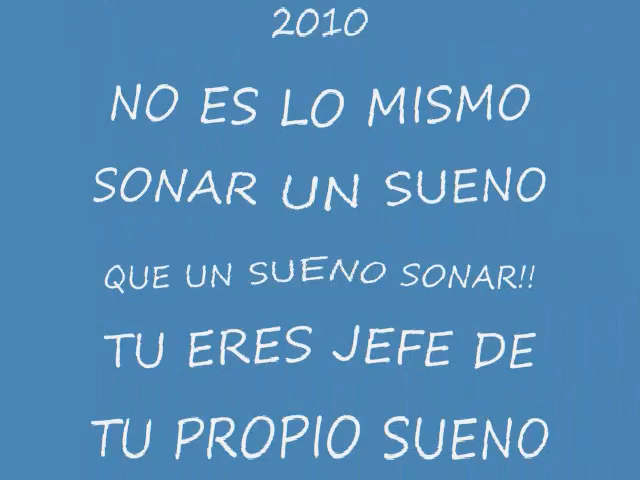 2010
NO ES LO MISMO
SONAR UN SUENO
QUE UN SUENO SONAR!!
TU ERES JEFE DE
TU PROPIO SUENO